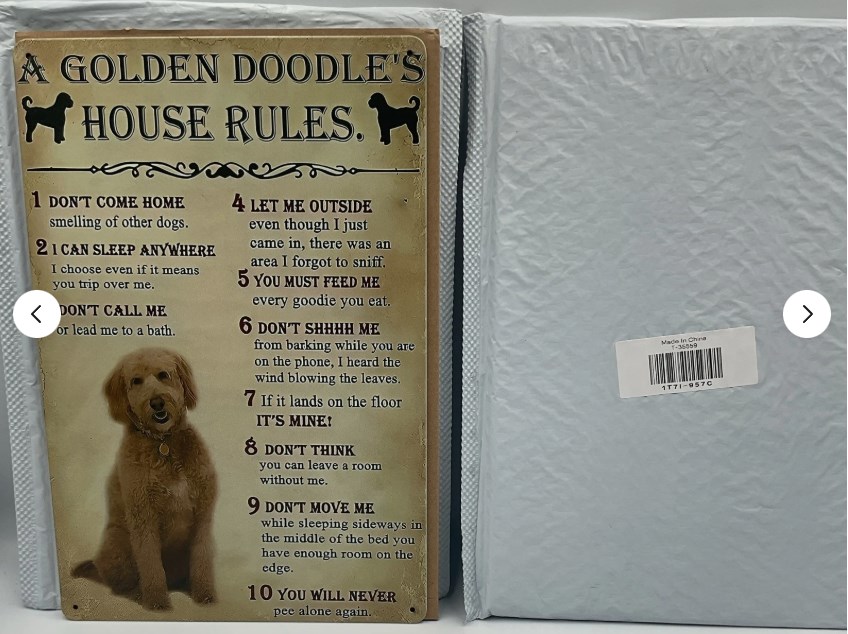 A GOLDEN DOODLE'S
HOUSE RULES.
1 DON'T COME HOME
smelling of other dogs.
2 I CAN SLEEP ANYWHERE
I choose even if it means
you trip over me.
DON'T CALL ME
or lead me to a bath.
4 LET ME OUTSIDE
even though I just
came in, there was an
area I forgot to sniff.
5 YOU MUST FEED ME
every goodie you eat.
6 DON'T SHHHH ME
from barking while you are
on the phone, I heard the
wind blowing the leaves.
7 If it lands on the floor
IT'S MINE!
8 DON'T THINK
you can leave a room
without me.
9 DON'T MOVE ME
while sleeping sideways in
the middle of the bed you
have enough room on the
edge.
10 YOU WILL NEVER
pee alone again.
Made In China
1-35559
1T7I-957C